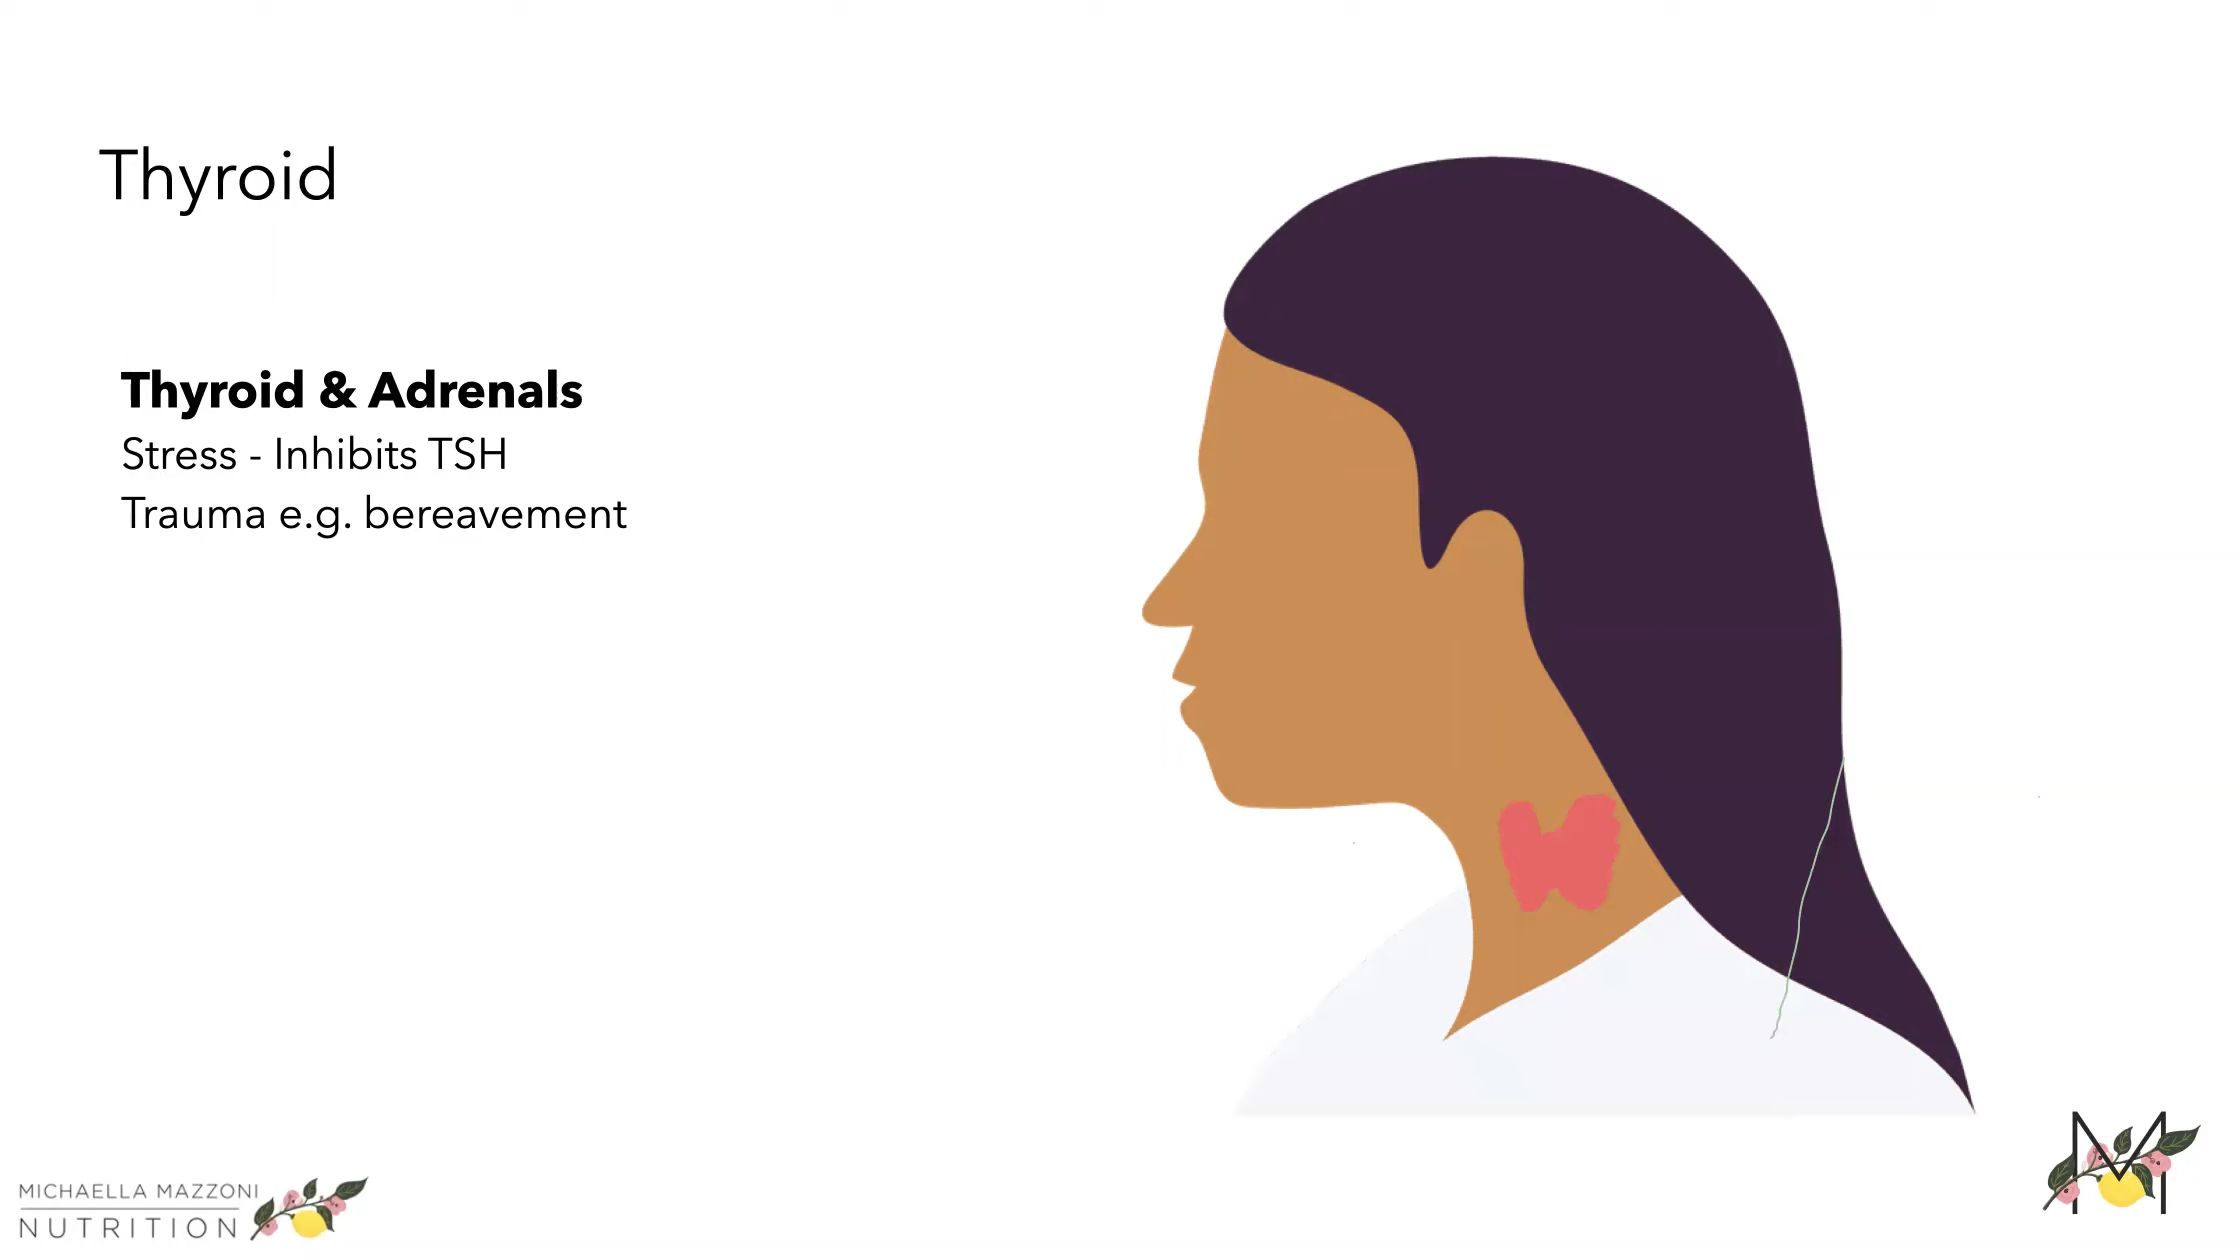 Thyroid
Thyroid & Adrenals
Stress - Inhibits TSH
Trauma e.g. bereavement
MICHAELLA MAZZONI
NUTRITION
M